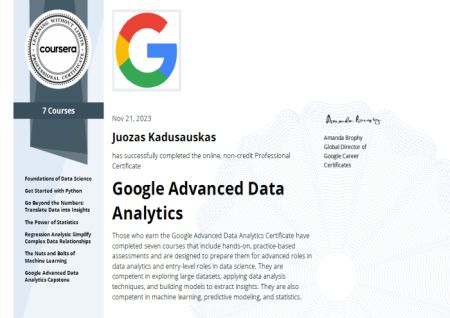 LEARNING WITHOUT LIMITS
coursera
PROFESSIONAL CERTIFICATE
7 Courses
Foundations of Data Science
Get Started with Python
Go Beyond the Numbers:
Translate Data into Insights
The Power of Statistics
Regression Analysis: Simplify
Complex Data Relationships
The Nuts and Bolts of
Machine Learning
Google Advanced Data
Analytics Capstone
G
Nov 21, 2023
Juozas Kadusauskas
has successfully completed the online, non-credit Professional
Certificate
Google Advanced Data
Analytics
Those who earn the Google Advanced Data Analytics Certificate have
completed seven courses that include hands-on, practice-based
assessments and are designed to prepare them for advanced roles in
data analytics and entry-level roles in data science. They are
competent in exploring large datasets, applying data analysis
techniques, and building models to extract insights. They are also
competent in machine learning, predictive modeling, and statistics.
Amanda Brophy
Amanda Brophy
Global Director of
Google Career
Certificates